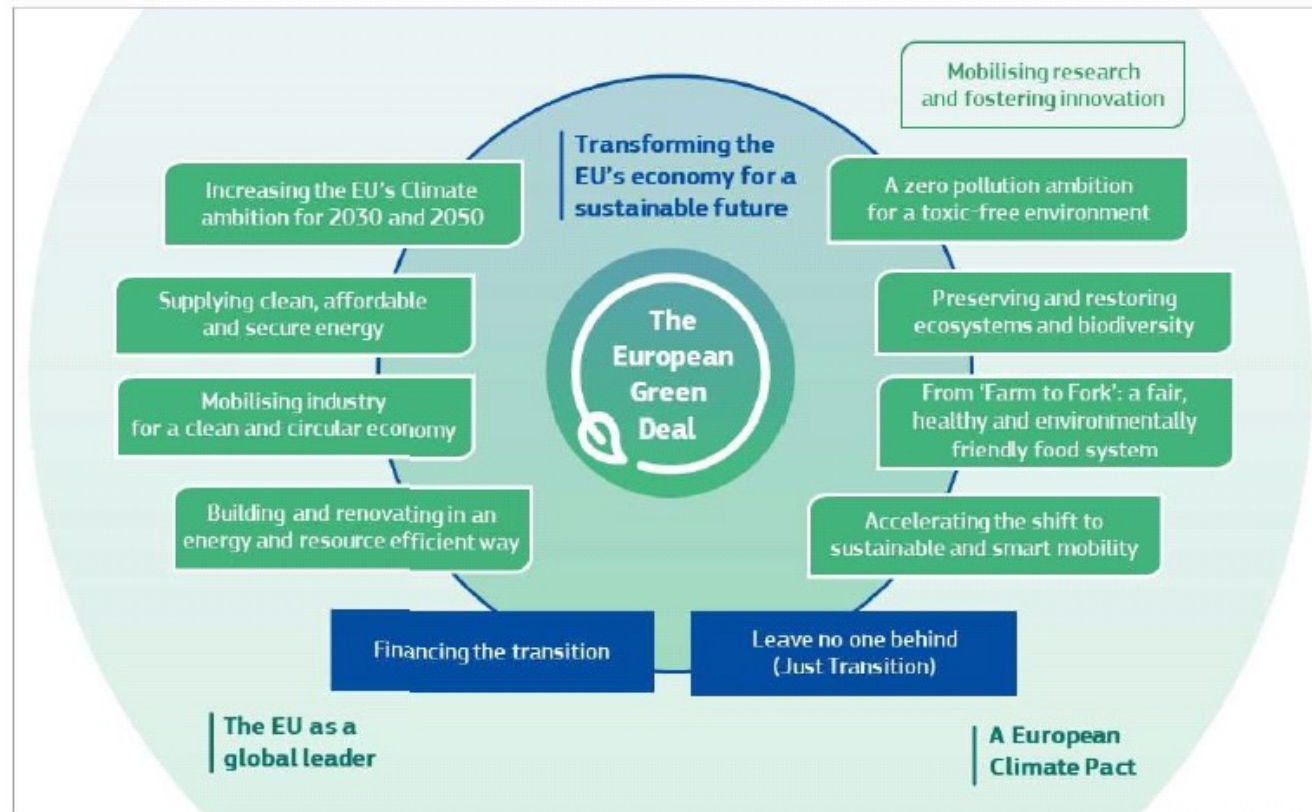 Mobilising research
and fostering innovation
Transforming the
EU's economy for a
sustainable future
Increasing the EU's Climate
ambition for 2030 and 2050
A zero pollution ambition
for a toxic-free environment
Supplying clean, affordable
and secure energy
Preserving and restoring
ecosystems and biodiversity
The
European
Green
Deal
Mobilising industry
for a clean and circular economy
From 'Farm to Fork': a fair,
healthy and environmentally
friendly food system
Building and renovating in an
energy and resource efficient way
Accelerating the shift to
sustainable and smart mobility
Financing the transition
Leave no one behind
(Just Transition)
The EU as a
global leader
A European
Climate Pact